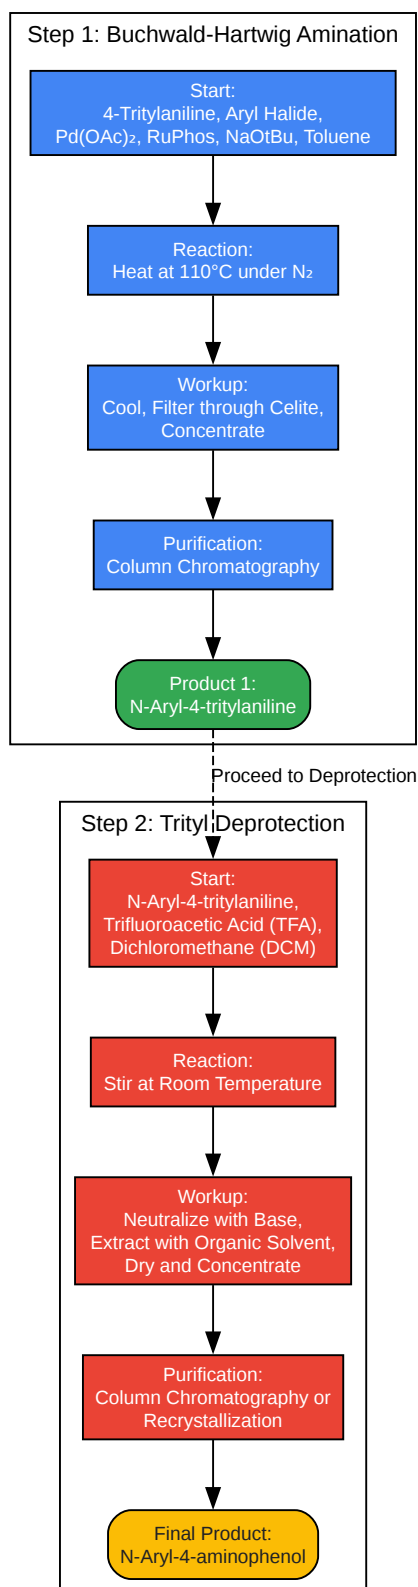 Step 1: Buchwald-Hartwig Amination
Start:
4-Tritylaniline, Aryl Halide,
Pd(OAc)₂, RuPhos, NaOtBu, Toluene
Reaction:
Heat at 110°C under N₂
Workup:
Cool, Filter through Celite,
Concentrate
Purification:
Column Chromatography
Product 1:
N-Aryl-4-tritylaniline
Proceed to Deprotection
Step 2: Trityl Deprotection
Start:
N-Aryl-4-tritylaniline,
Trifluoroacetic Acid (TFA),
Dichloromethane (DCM)
Reaction:
Stir at Room Temperature
Workup:
Neutralize with Base,
Extract with Organic Solvent,
Dry and Concentrate
Purification:
Column Chromatography or
Recrystallization
Final Product:
N-Aryl-4-aminophenol